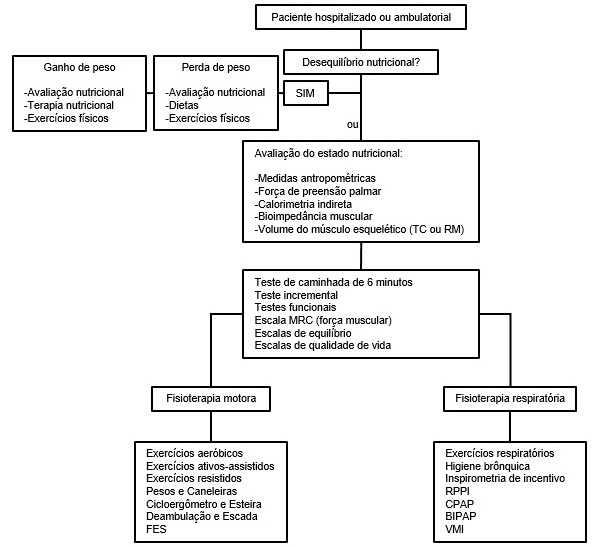 Paciente hospitalizado ou ambulatorial
Desequilíbrio nutricional?
Ganho de peso
-Avaliação nutricional
-Terapia nutricional
-Exercícios físicos
Perda de peso
-Avaliação nutricional
-Dietas
-Exercícios físicos
SIM
ou
Avaliação do estado nutricional:
-Medidas antropométricas
-Força de preensão palmar
-Calorimetria indireta
-Bioimpedância muscular
-Volume do músculo esquelético (TC ou RM)
Teste de caminhada de 6 minutos
Teste incremental
Testes funcionais
Escala MRC (força muscular)
Escalas de equilíbrio
Escalas de qualidade de vida
Fisioterapia motora
Exercícios aeróbicos
Exercícios ativos-assistidos
Exercícios resistidos
Pesos e Caneleiras
Cicloergômetro e Esteira
Deambulação e Escada
FES
Fisioterapia respiratória
Exercícios respiratórios
Higiene brônquica
Inspirometria de incentivo
RPPI
CPAP
BIPAP
VMI